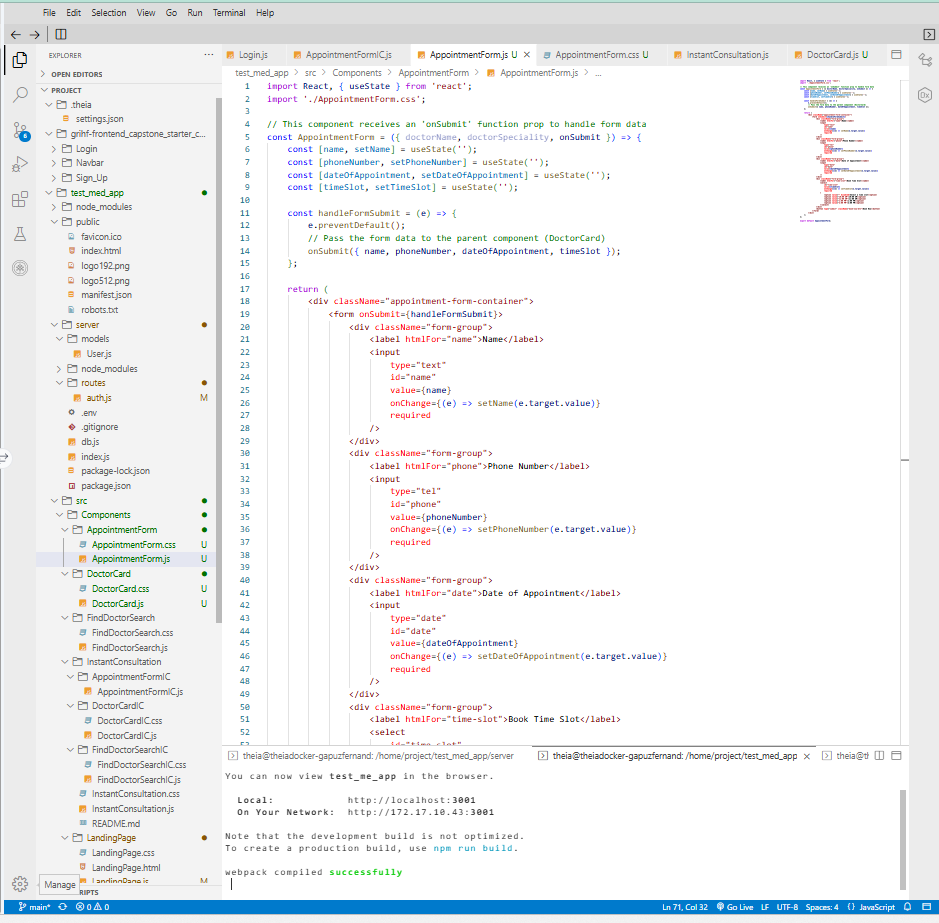 File Edit Selection View Go Run Terminal Help
EXPLORER ...
OPEN EDITORS
PROJECT
.theia
settings.json
grihf-frontend_capstone_starter_c...
Login
Navbar
Sign_Up
test_med_app
node_modules
public
favicon.ico
index.html
logo192.png
logo512.png
manifest.json
robots.txt
server
models
User.js
node_modules
routes
auth.js M
.env
.gitignore
db.js
index.js
package-lock.json
package.json
src
Components
AppointmentForm
AppointmentForm.css U
AppointmentForm.js U
DoctorCard
DoctorCard.css U
DoctorCard.js U
FindDoctorSearch
FindDoctorSearch.css
FindDoctorSearch.js
InstantConsultation
AppointmentFormIC
AppointmentFormIC.js
DoctorCardIC
DoctorCardIC.css
DoctorCardIC.js
FindDoctorSearchIC
FindDoctorSearchIC.css
FindDoctorSearchIC.js
InstantConsultation.css
InstantConsultation.js
README.md
LandingPage
LandingPage.css
LandingPage.html
LandingPage.js M
Manage
RIPTS
6
Login.js AppointmentFormIC.js AppointmentForm.js U AppointmentForm.css U InstantConsultation.js DoctorCard.js U
test_med_app > src > Components > AppointmentForm > AppointmentForm.js > ...
1 import React, { useState } from 'react';
2 import './AppointmentForm.css';
3
4 // This component receives an 'onSubmit' function prop to handle form data
5 const AppointmentForm = ({ doctorName, doctorSpeciality, onSubmit }) => {
6 const [name, setName] = useState('');
7 const [phoneNumber, setPhoneNumber] = useState('');
8 const [dateOfAppointment, setDateOfAppointment] = useState('');
9 const [timeSlot, setTimeSlot] = useState('');
10
11 const handleFormSubmit = (e) => {
12 e.preventDefault();
13 // Pass the form data to the parent component (DoctorCard)
14 onSubmit({ name, phoneNumber, dateOfAppointment, timeSlot });
15 };
16
17 return (
18 <div className="appointment-form-container">
19 <form onSubmit={handleFormSubmit}>
20 <div className="form-group">
21 <label htmlFor="name">Name</label>
22 <input
23 type="text"
24 id="name"
25 value={name}
26 onChange={(e) => setName(e.target.value)}
27 required
28 />
29 </div>
30 <div className="form-group">
31 <label htmlFor="phone">Phone Number</label>
32 <input
33 type="tel"
34 id="phone"
35 value={phoneNumber}
36 onChange={(e) => setPhoneNumber(e.target.value)}
37 required
38 />
39 </div>
40 <div className="form-group">
41 <label htmlFor="date">Date of Appointment</label>
42 <input
43 type="date"
44 id="date"
45 value={dateOfAppointment}
46 onChange={(e) => setDateOfAppointment(e.target.value)}
47 required
48 />
49 </div>
50 <div className="form-group">
51 <label htmlFor="time-slot">Book Time Slot</label>
52 <select
53 id="time-slot"
theia@theiadocker-gapuzfernand: /home/project/test_med_app/server theia@theiadocker-gapuzfernand: /home/project/test_med_app theia@th
You can now view test_me_app in the browser.
Local: http://localhost:3001
On Your Network: http://172.17.10.43:3001
Note that the development build is not optimized.
To create a production build, use npm run build.
webpack compiled successfully
main* 0 0 Ln 71, Col 32 Go Live LF UTF-8 Spaces: 4 {} JavaScript